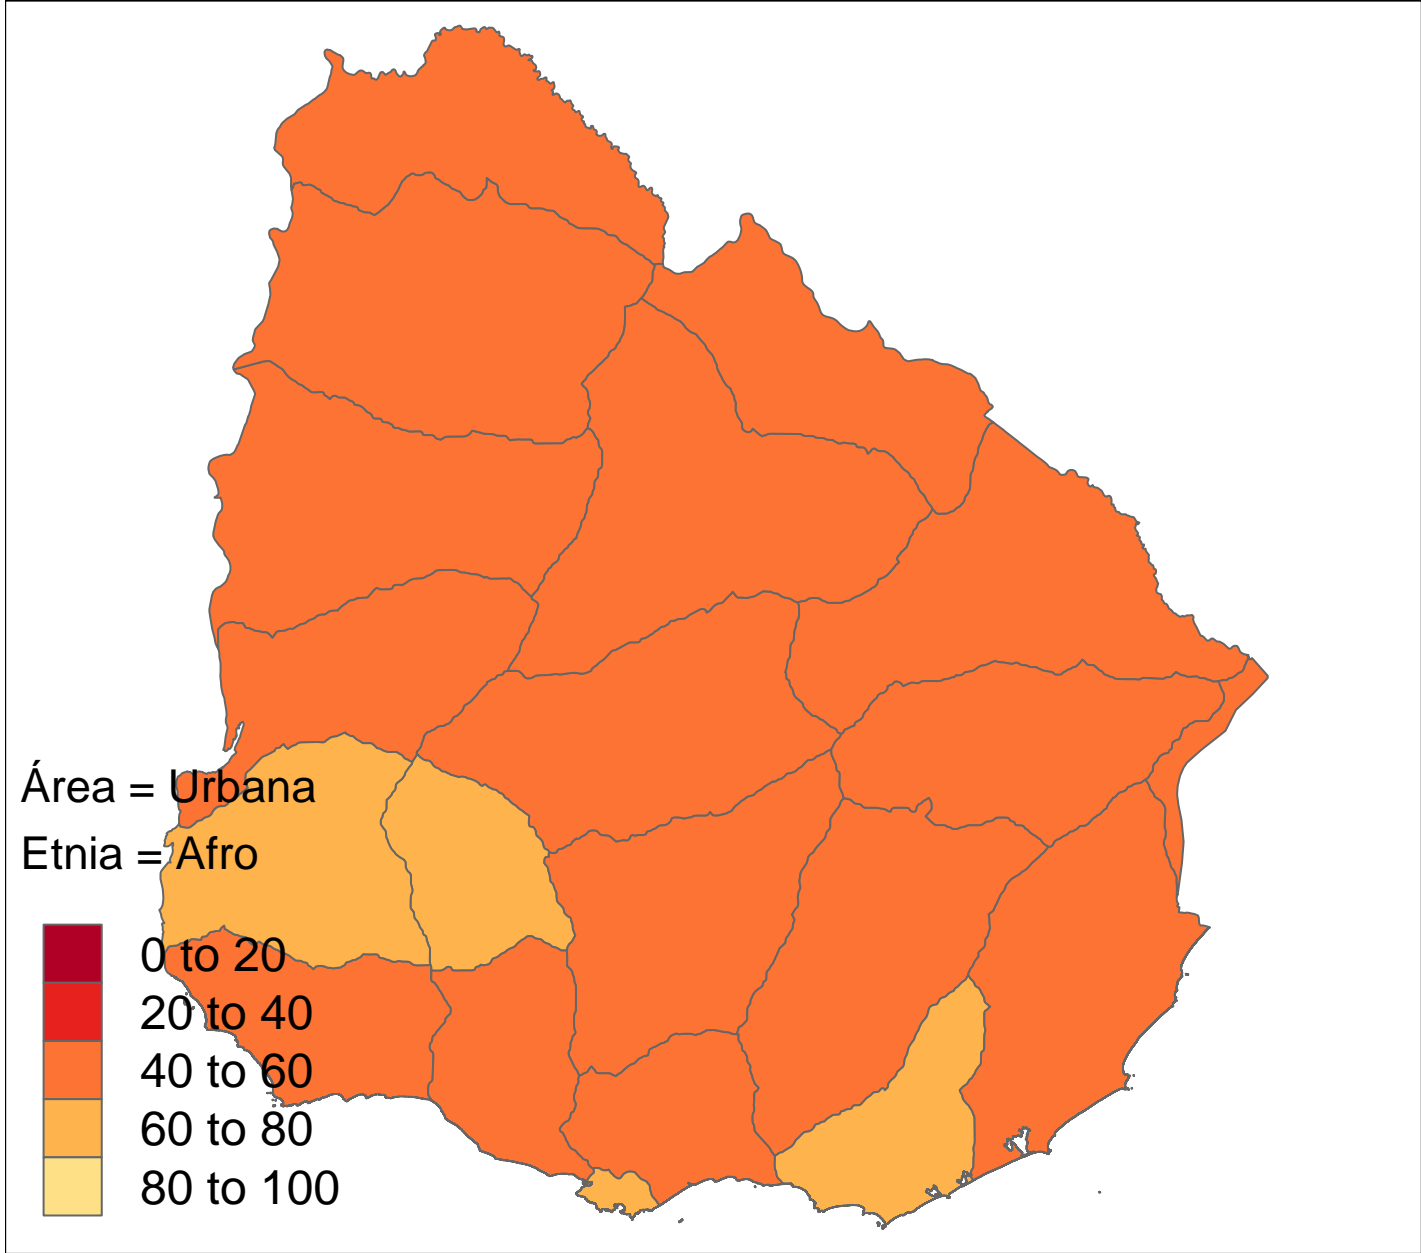 Área = Urbana
Etnia = Afro
0 to 20
20 to 40
40 to 60
60 to 80
80 to 100